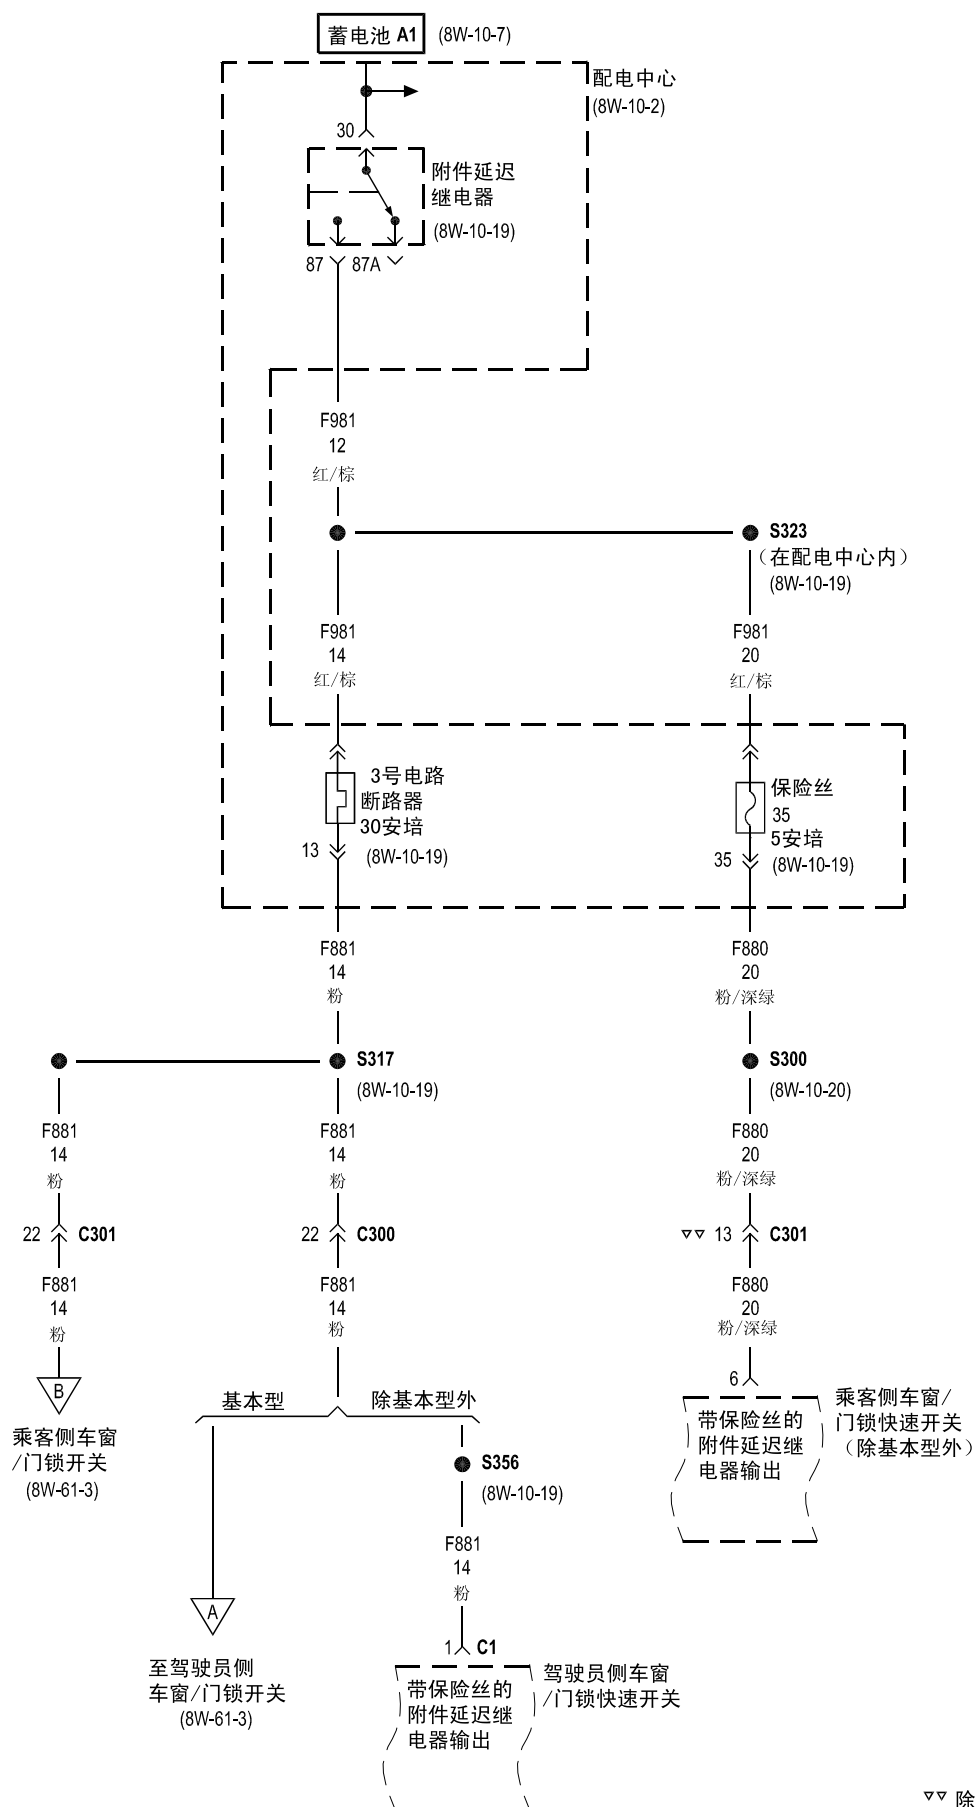 蓄电池 A1 (8W-10-7)
配电中心
(8W-10-2)
30
附件延迟
继电器
(8W-10-19)
87 87A
F981
12
红/棕
S323
（在配电中心内）
(8W-10-19)
F981
14
红/棕
F981
20
红/棕
3号电路
断路器
30安培
(8W-10-19)
13
保险丝
35
5安培
(8W-10-19)
35
F881
14
粉
F880
20
粉/深绿
S317
(8W-10-19)
S300
(8W-10-20)
F881
14
粉
F881
14
粉
F880
20
粉/深绿
22 C301
22 C300
▽▽ 13 C301
F881
14
粉
F881
14
粉
F880
20
粉/深绿
B
乘客侧车窗
/门锁开关
(8W-61-3)
基本型 除基本型外
6
带保险丝的
附件延迟继
电器输出
乘客侧车窗/
门锁快速开关
（除基本型外）
S356
(8W-10-19)
F881
14
粉
A
至驾驶员侧
车窗/门锁开关
(8W-61-3)
1 C1
带保险丝的
附件延迟继
电器输出
驾驶员侧车窗
/门锁快速开关
▽▽ 除